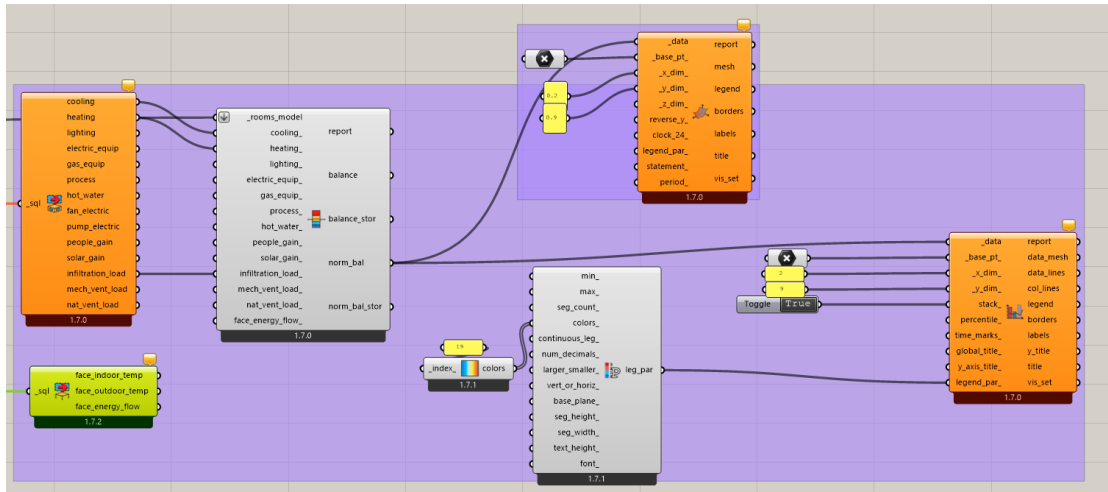 cooling
heating
lighting
electric_equip
gas_equip
process
hot_water
_sql
fan_electric
pump_electric
people_gain
solar_gain
infiltration_load
mech_vent_load
nat_vent_load
1.7.0
_rooms_model
cooling_
heating_
lighting_
electric_equip_
gas_equip_
process_
hot_water_
people_gain_
solar_gain_
infiltration_load_
mech_vent_load_
nat_vent_load_
face_energy_flow_
report
balance
balance_stor
norm_bal
norm_bal_stor
1.7.0
0.2
0.9
_data
_base_pt_
_x_dim_
_y_dim_
_z_dim_
reverse_y_
clock_24_
legend_par_
statement_
period_
report
mesh
legend
borders
labels
title
vis_set
1.7.0
_sql
face_indoor_temp
face_outdoor_temp
face_energy_flow
1.7.2
19
_index_
colors
1.7.1
min_
max_
seg_count_
colors_
continuous_leg_
num_decimals_
larger_smaller_
vert_or_horiz_
base_plane_
seg_height_
seg_width_
text_height_
font_
leg_par
1.7.1
2
9
Toggle True
_data
_base_pt_
_x_dim_
_y_dim_
stack_
percentile_
time_marks_
global_title_
y_axis_title_
legend_par_
report
data_mesh
data_lines
col_lines
legend
borders
labels
y_title
title
vis_set
1.7.0